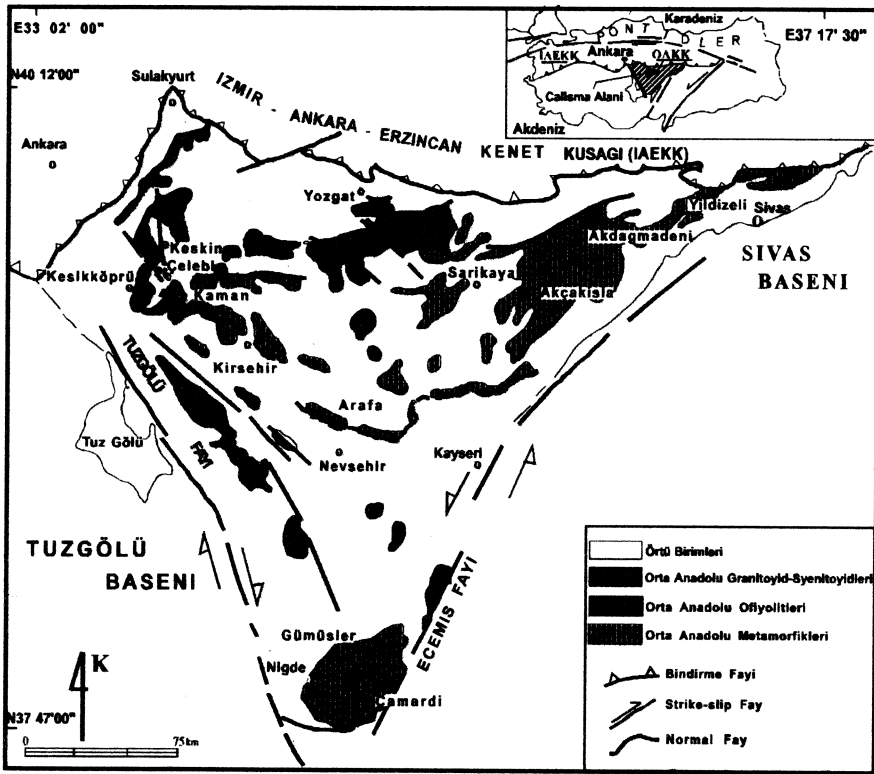 E33 02' 00"
N40 12'00"
Karadeniz
PONTIDLER
E37 17' 30"
IAEKK
Ankara
OAKK
Calisma Alani
Akdeniz
Sulakyurt
IZMIR - ANKARA - ERZINCAN KENET KUSAGI (IAEKK)
Ankara
Yozgat
Yildizeli
Sivas
Akdagmadeni
SIVAS
BASENI
Keskin
Çelebi
Kesikköprü
Kaman
Sarikaya
Akçakisla
Kirsehir
TUZGÖLÜ
FAYI
Arafa
Tuz Gölü
Nevsehir
Kayseri
TUZGÖLÜ
BASENI
ECEMIS FAYI
Gümüsler
Nigde
Camardi
K
N37 47'00"
0
75km
Örtü Birimleri
Orta Anadolu Granitoyid-Syenitoyidleri
Orta Anadolu Ofiyolitleri
Orta Anadolu Metamorfikleri
Bindirme Fayi
Strike-slip Fay
Normal Fay